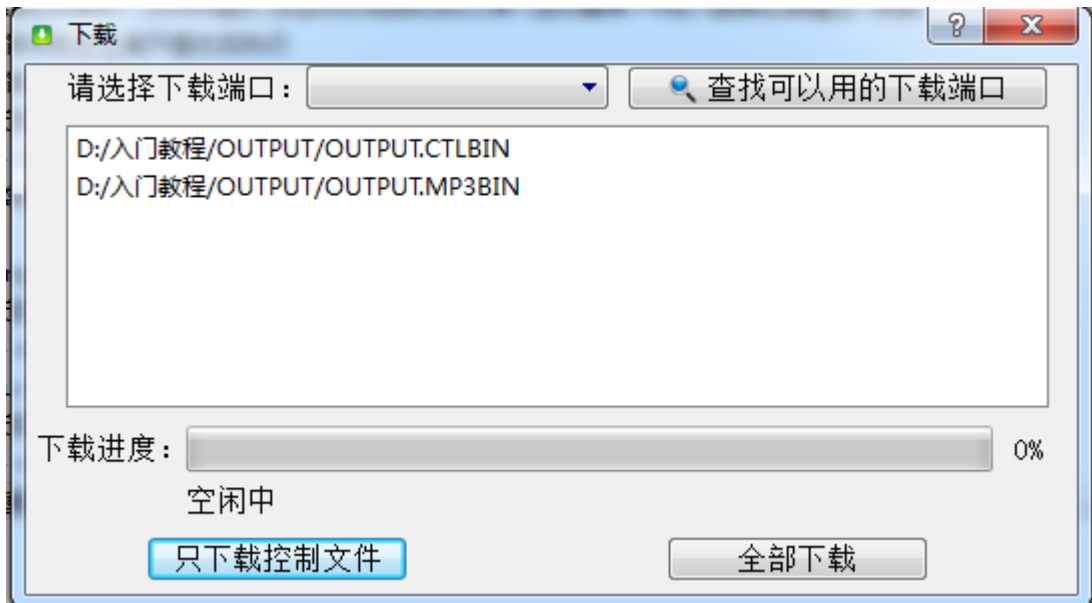 下载
请选择下载端口： 查找可以用的下载端口
D:/入门教程/OUTPUT/OUTPUT.CTLBIN
D:/入门教程/OUTPUT/OUTPUT.MP3BIN
下载进度： 0%
空闲中
只下载控制文件 全部下载